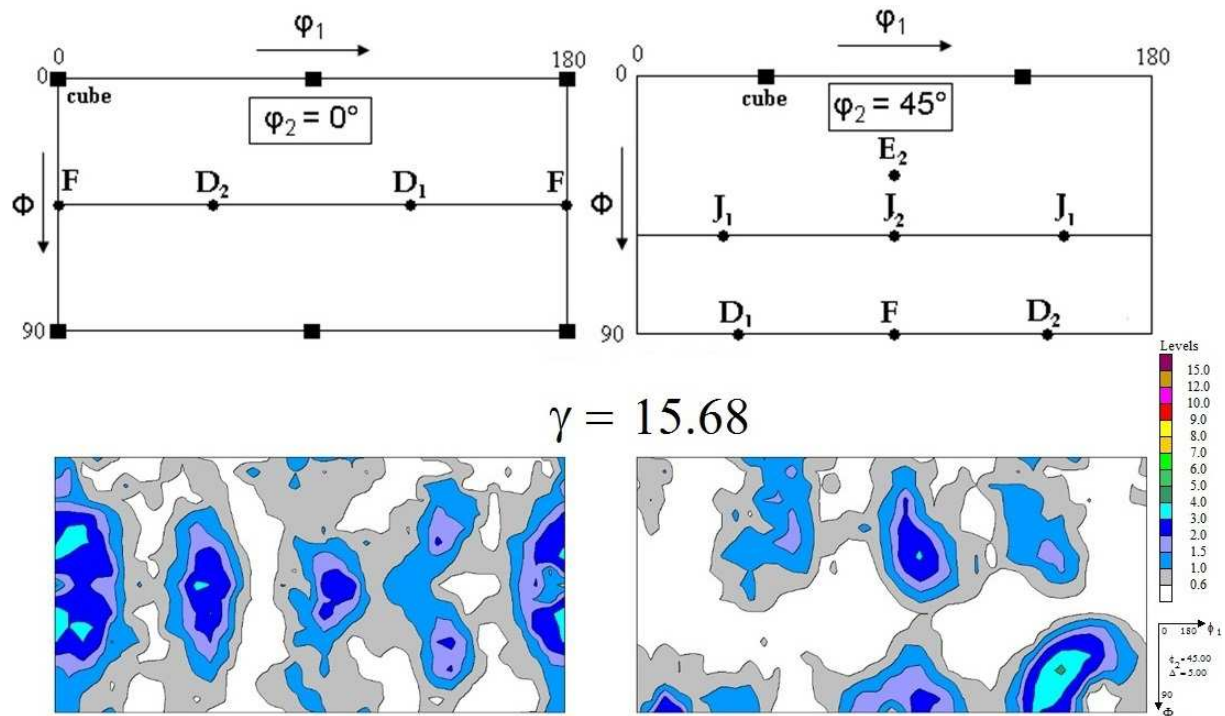 φ₁
0
180
0
cube
φ₂ = 0°
F
D₂
D₁
F
Φ
90
φ₁
0
180
0
cube
φ₂ = 45°
E₂
J₁
J₂
J₁
Φ
90
D₁
F
D₂
γ = 15.68
Levels
15.0
12.0
10.0
9.0
8.0
7.0
6.0
5.0
4.0
3.0
2.0
1.5
1.0
0.6
0 180 ϕ₁
ϕ₂=45.00
Δ=5.00
90
Φ